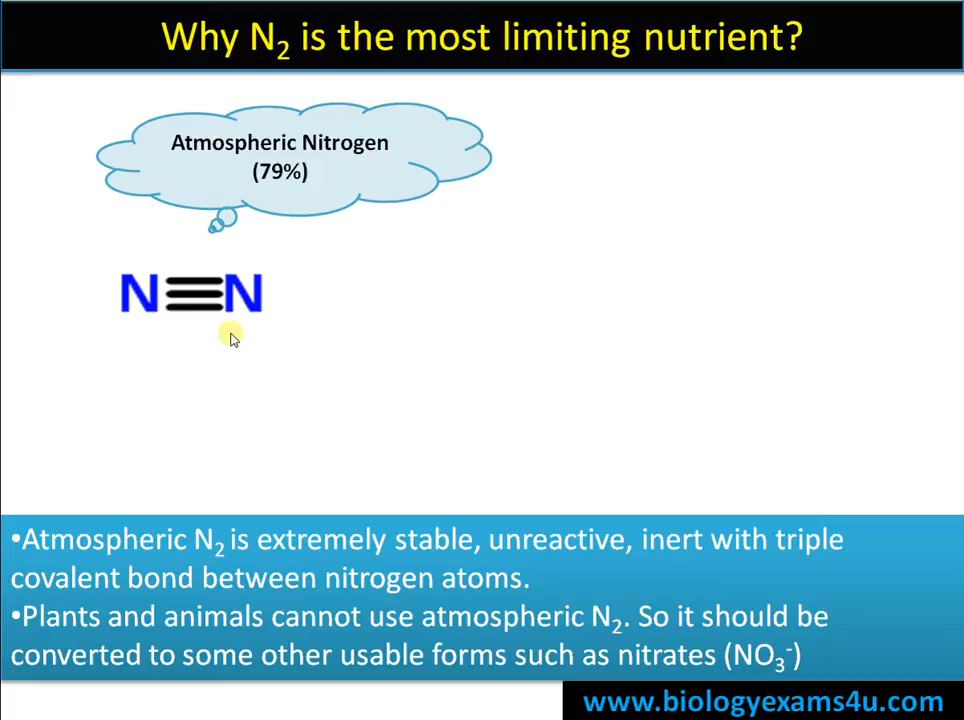 Why N₂ is the most limiting nutrient?
Atmospheric Nitrogen
(79%)
N≡N
•Atmospheric N₂ is extremely stable, unreactive, inert with triple
covalent bond between nitrogen atoms.
•Plants and animals cannot use atmospheric N₂. So it should be
converted to some other usable forms such as nitrates (NO₃⁻)
www.biologyexams4u.com